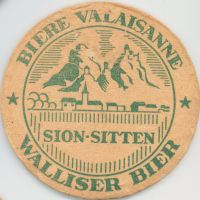 BIERE VALAISANNE
SION-SITTEN
WALLISER BIER